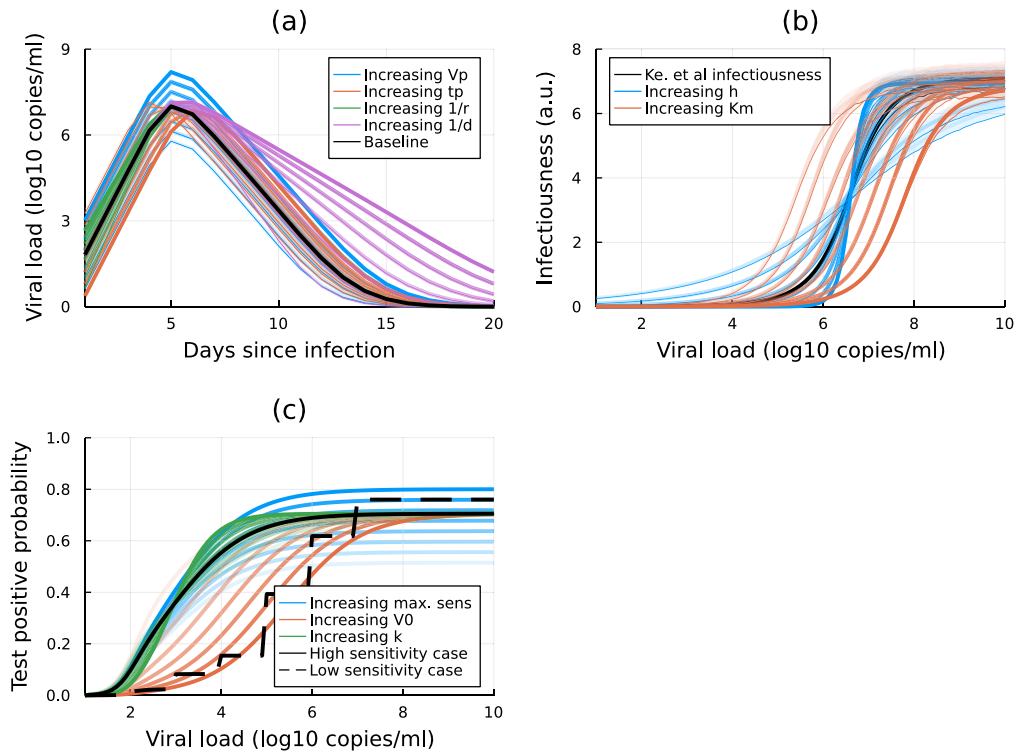 (a)
Viral load (log10 copies/ml)
9
6
3
0
5
10
15
20
Days since infection
Increasing Vp
Increasing tp
Increasing 1/r
Increasing 1/d
Baseline
(b)
Infectiousness (a.u.)
8
6
4
2
0
2
4
6
8
10
Viral load (log10 copies/ml)
Ke. et al infectiousness
Increasing h
Increasing Km
(c)
Test positive probability
1.0
0.8
0.6
0.4
0.2
0.0
2
4
6
8
10
Viral load (log10 copies/ml)
Increasing max. sens
Increasing V0
Increasing k
High sensitivity case
Low sensitivity case